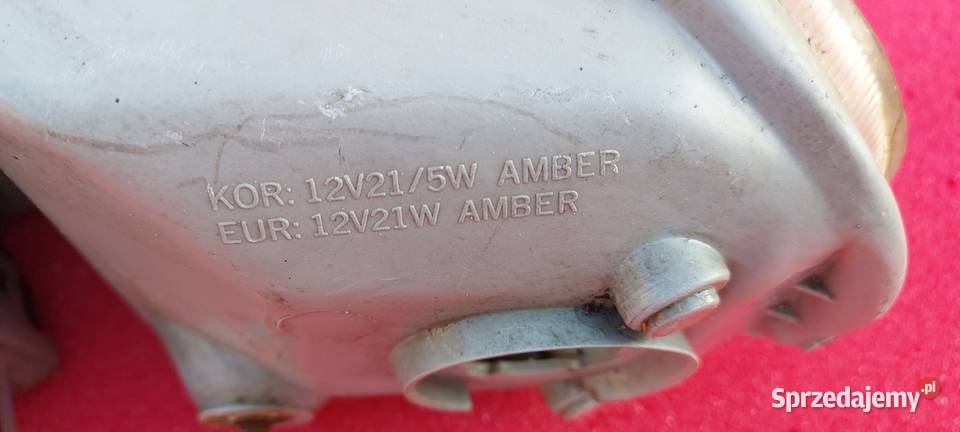 KOR: 12V21/5W AMBER
EUR: 12V21W AMBER
Sprzedajemy.pl